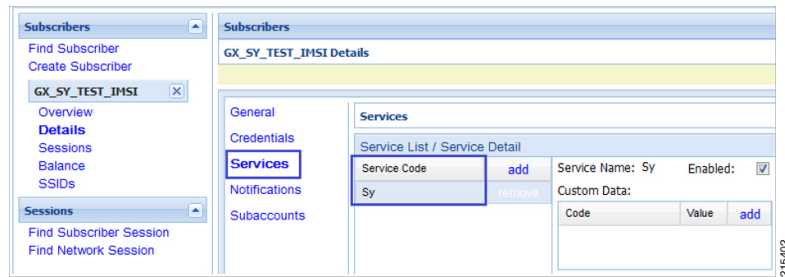 Subscribers
Find Subscriber
Create Subscriber
GX_SY_TEST_IMSI
Overview
Details
Sessions
Balance
SSIDs
Sessions
Find Subscriber Session
Find Network Session
Subscribers
GX_SY_TEST_IMSI Details
General
Credentials
Services
Notifications
Subaccounts
Services
Service List / Service Detail
Service Code add
Sy remove
Service Name: Sy Enabled:
Custom Data:
Code Value add